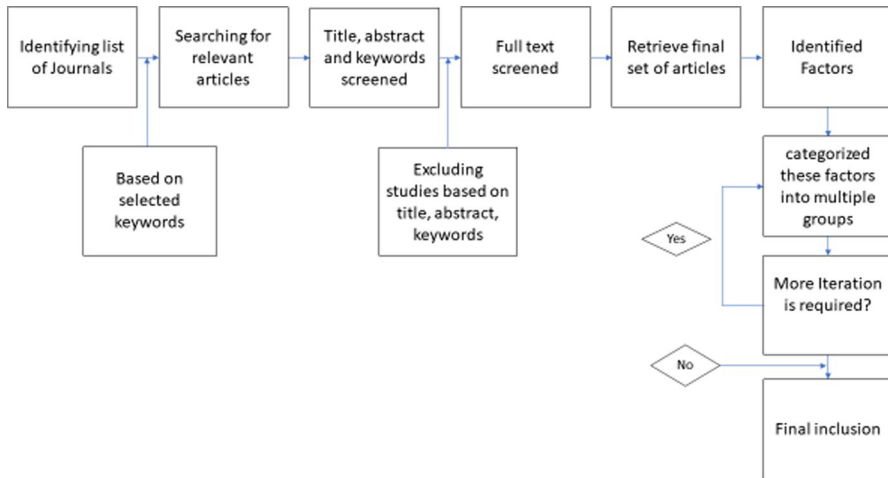 Identifying list
of Journals
Searching for
relevant
articles
Title, abstract
and keywords
screened
Full text
screened
Retrieve final
set of articles
Identified
Factors
Based on
selected
keywords
Excluding
studies based on
title, abstract,
keywords
categorized
these factors
into multiple
groups
Yes
More Iteration
is required?
No
Final inclusion